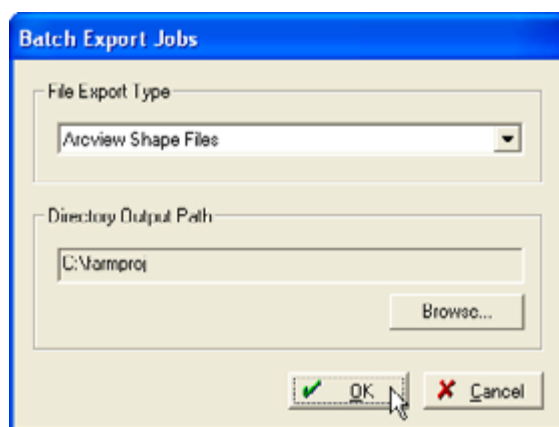 Batch Export Jobs
File Export Type
Arcview Shape Files
Directory Output Path
C:\farmproj
Browse...
OK
Cancel